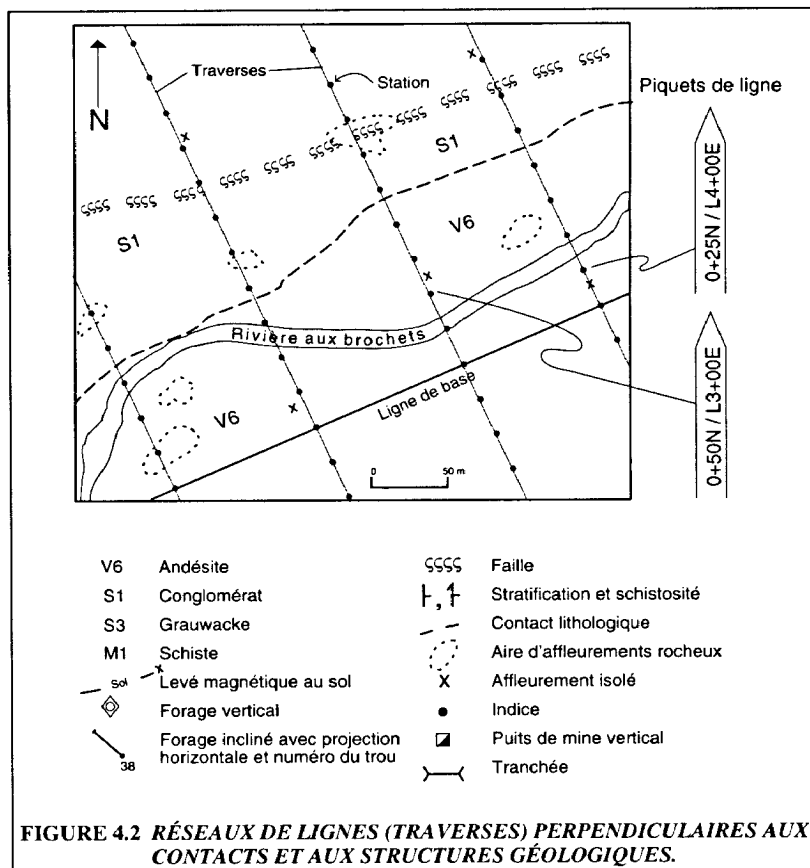 N
Traverses
Station
Piquets de ligne
S1
S1
V6
V6
Rivière aux brochets
Ligne de base
0 50 m
0+25N / L4+00E
0+50N / L3+00E
V6 Andésite
S1 Conglomérat
S3 Grauwacke
M1 Schiste
Sol x Levé magnétique au sol
Forage vertical
38 Forage incliné avec projection
horizontale et numéro du trou
Faille
Stratification et schistosité
Contact lithologique
Aire d'affleurements rocheux
X Affleurement isolé
Indice
Puits de mine vertical
Tranchée
FIGURE 4.2 RÉSEAUX DE LIGNES (TRAVERSES) PERPENDICULAIRES AUX
CONTACTS ET AUX STRUCTURES GÉOLOGIQUES.